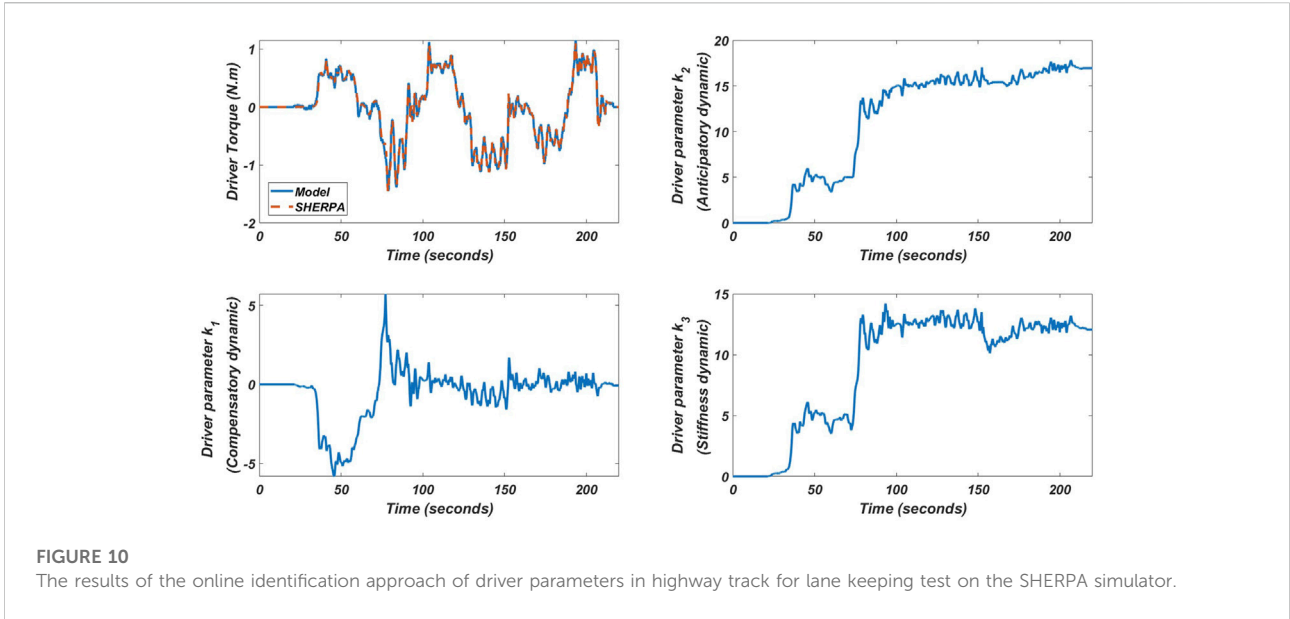 1
0
-1
-2
Driver Torque (N.m)
Model
SHERPA
0 50 100 150 200
Time (seconds)
20
15
10
5
0
Driver parameter k2
(Anticipatory dynamic)
0 50 100 150 200
Time (seconds)
5
0
-5
Driver parameter k1
(Compensatory dynamic)
0 50 100 150 200
Time (seconds)
15
10
5
0
Driver parameter k3
(Stiffness dynamic)
0 50 100 150 200
Time (seconds)
FIGURE 10
The results of the online identification approach of driver parameters in highway track for lane keeping test on the SHERPA simulator.